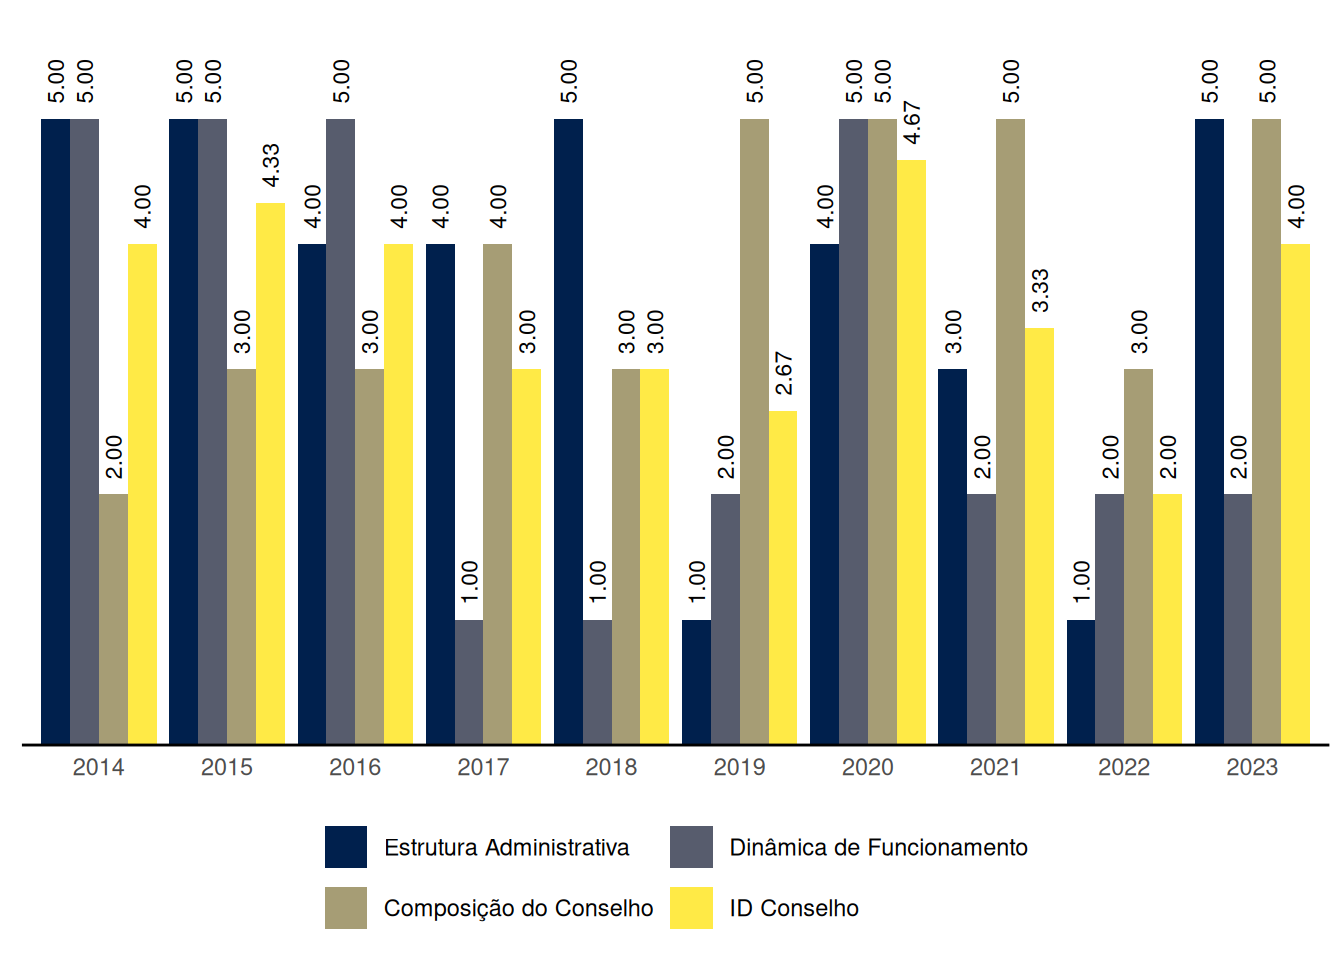 5.00 5.00 2.00 4.00
5.00 5.00 3.00 4.33
4.00 5.00 3.00 4.00
4.00 1.00 4.00 3.00
5.00 1.00 3.00 3.00
1.00 2.00 5.00 2.67
4.00 5.00 5.00 4.67
3.00 2.00 5.00 3.33
1.00 2.00 3.00 2.00
5.00 2.00 5.00 4.00
2014 2015 2016 2017 2018 2019 2020 2021 2022 2023
Estrutura Administrativa
Dinâmica de Funcionamento
Composição do Conselho
ID Conselho